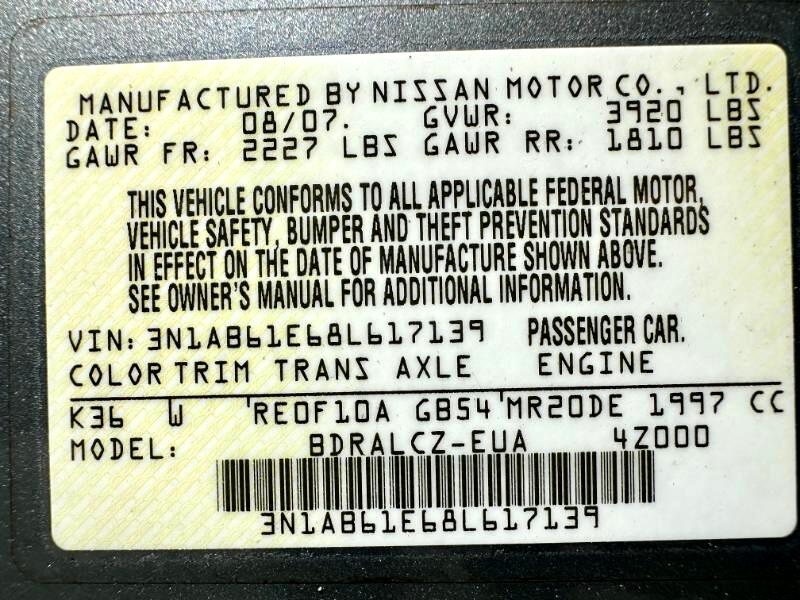 MANUFACTURED BY NISSAN MOTOR CO., LTD.
DATE: 08/07. GVWR: 3920 LBS
GAWR FR: 2227 LBS GAWR RR: 1810 LBS
THIS VEHICLE CONFORMS TO ALL APPLICABLE FEDERAL MOTOR,
VEHICLE SAFETY, BUMPER AND THEFT PREVENTION STANDARDS
IN EFFECT ON THE DATE OF MANUFACTURE SHOWN ABOVE.
SEE OWNER'S MANUAL FOR ADDITIONAL INFORMATION.
VIN: 3N1AB61E68L617139 PASSENGER CAR.
COLOR TRIM TRANS AXLE ENGINE
K36 W 'RE0F10A GB54 'MR20DE 1997 CC
MODEL: BDRALCZ-EUA 4Z000
3N1AB61E68L617139